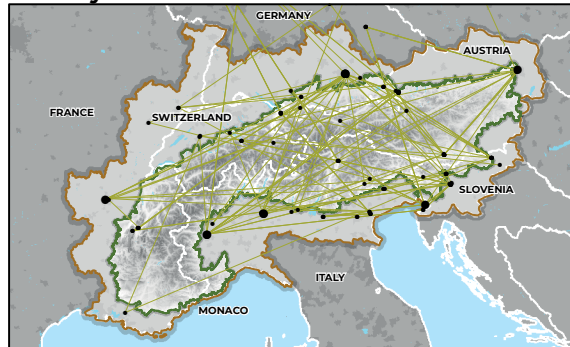 GERMANY
AUSTRIA
FRANCE
SWITZERLAND
SLOVENIA
ITALY
MONACO